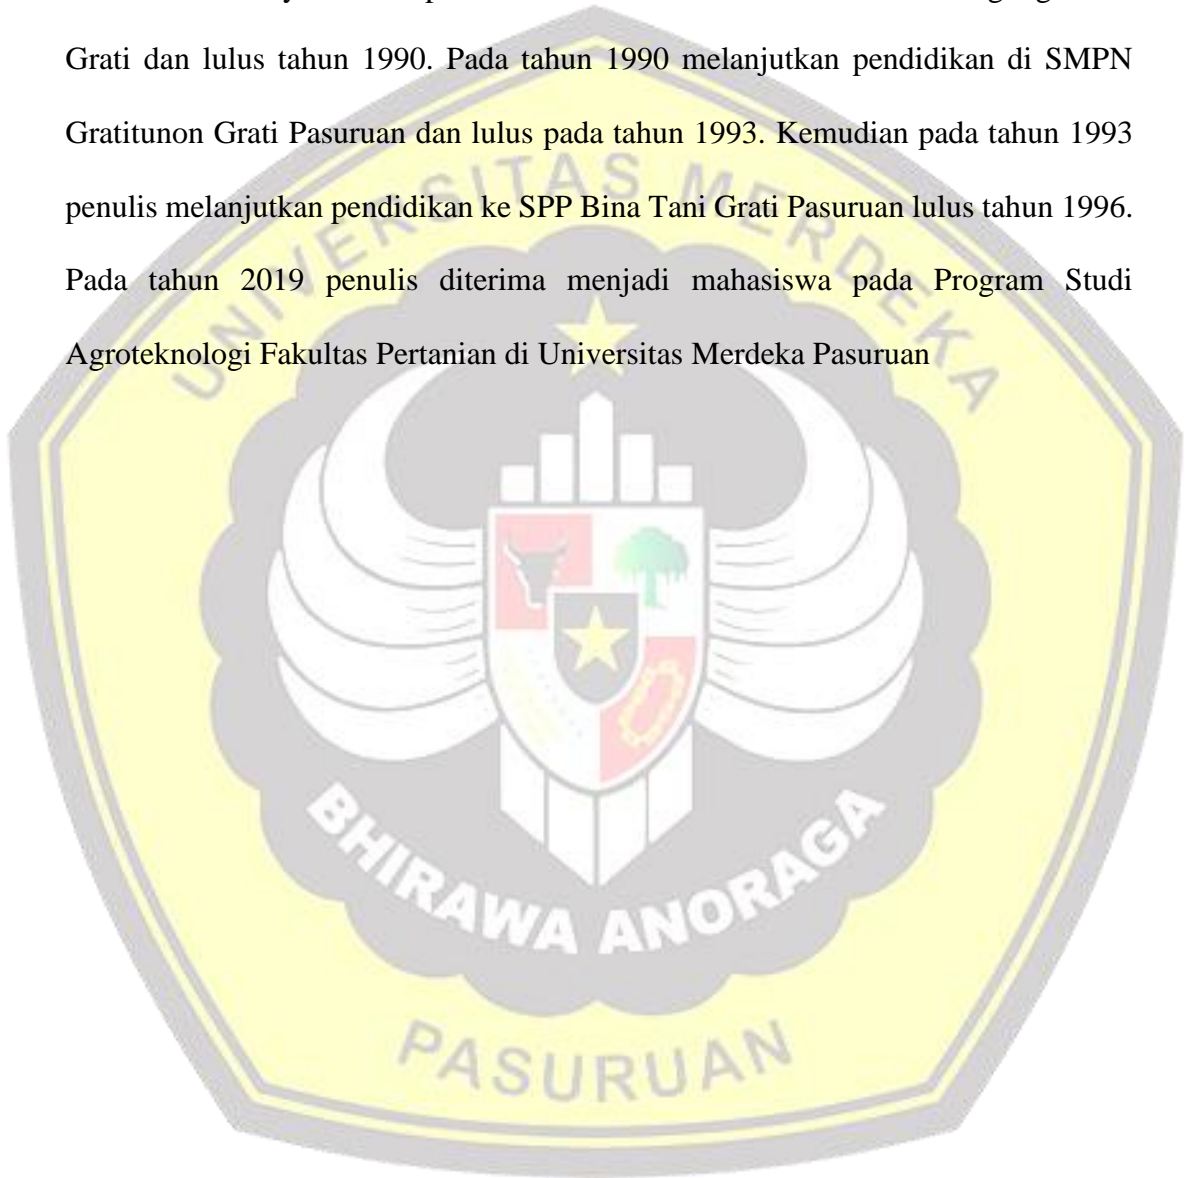 Grati dan lulus tahun 1990. Pada tahun 1990 melanjutkan pendidikan di SMPN
Gratitunon Grati Pasuruan dan lulus pada tahun 1993. Kemudian pada tahun 1993
penulis melanjutkan pendidikan ke SPP Bina Tani Grati Pasuruan lulus tahun 1996.
Pada tahun 2019 penulis diterima menjadi mahasiswa pada Program Studi
Agroteknologi Fakultas Pertanian di Universitas Merdeka Pasuruan
UNIVERSITAS MERDEKA
BHIRAWA ANORAGA
PASURUAN